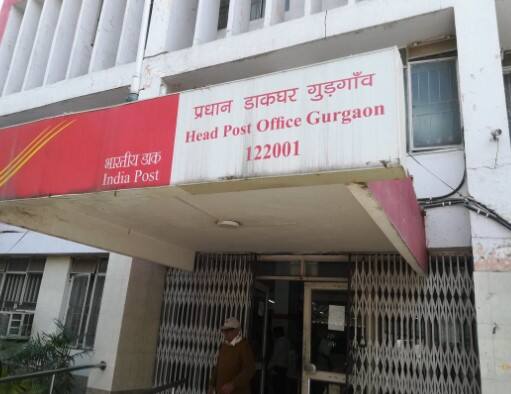 भारतीय डाक
India Post
प्रधान डाकघर गुड़गाँव
Head Post Office Gurgaon
122001